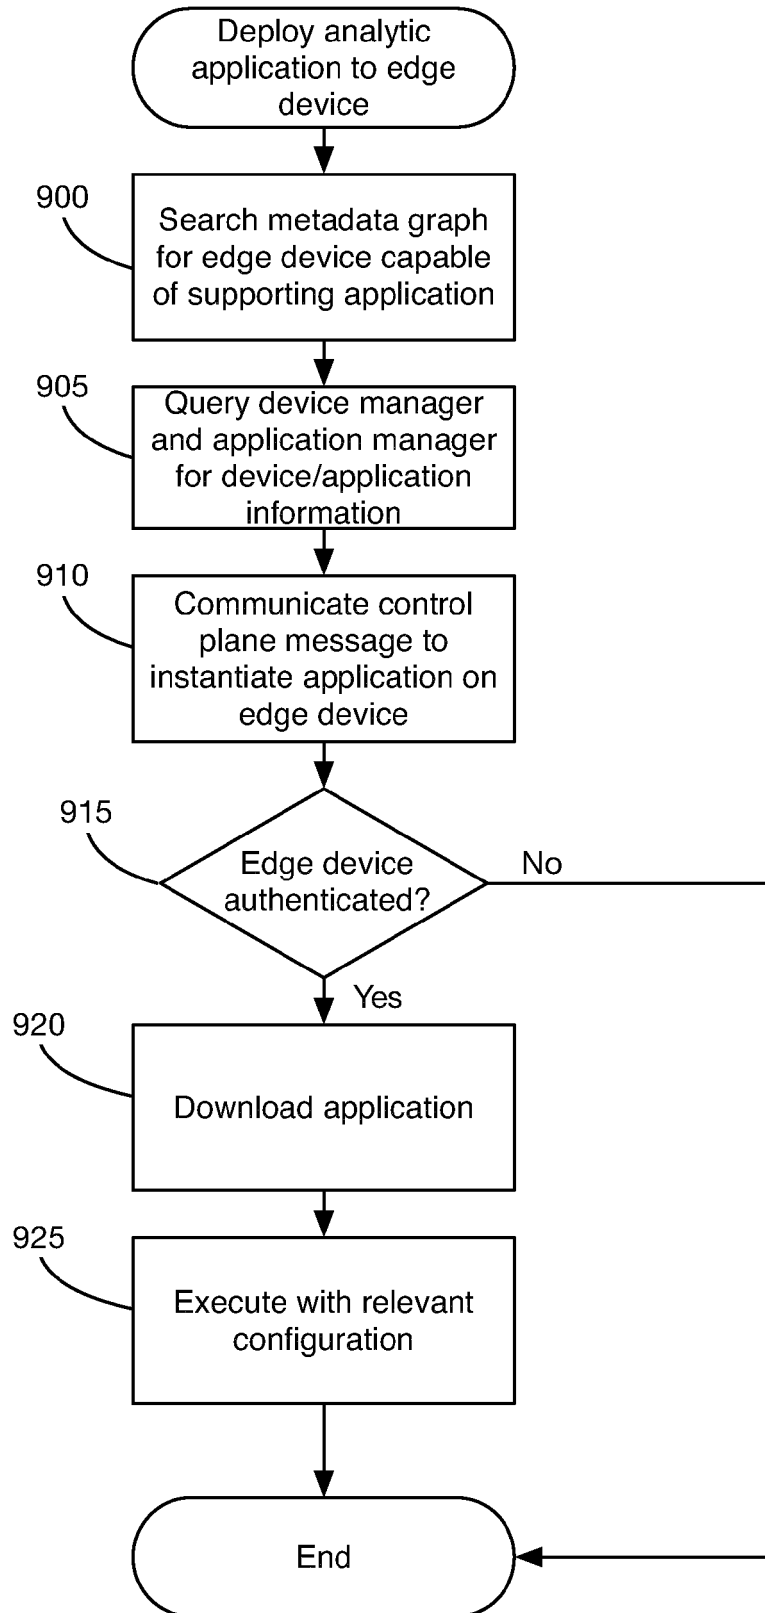 Deploy analytic
application to edge
device
900
Search metadata graph
for edge device capable
of supporting application
905
Query device manager
and application manager
for device/application
information
910
Communicate control
plane message to
instantiate application on
edge device
915
Edge device
authenticated?
No
Yes
920
Download application
925
Execute with relevant
configuration
End